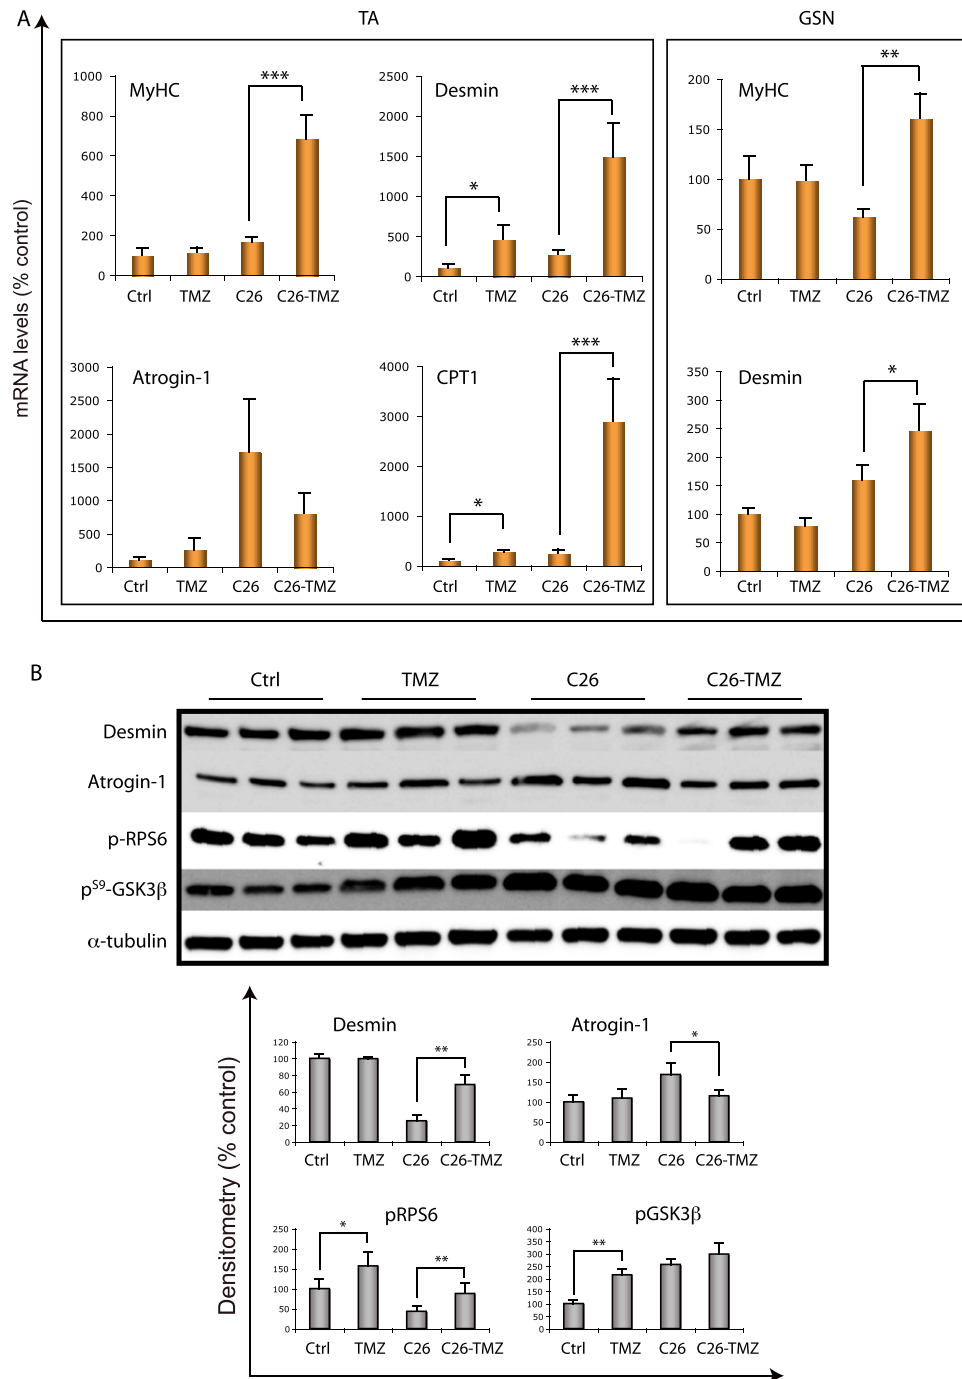 A
TA
GSN
mRNA levels (% control)
MyHC
***
1000
800
600
400
200
0
Ctrl TMZ C26 C26-TMZ
Desmin
***
*
2500
2000
1500
1000
500
0
Ctrl TMZ C26 C26-TMZ
MyHC
**
200
150
100
50
0
Ctrl TMZ C26 C26-TMZ
Atrogin-1
3000
2500
2000
1500
1000
500
0
Ctrl TMZ C26 C26-TMZ
CPT1
***
*
4000
3000
2000
1000
0
Ctrl TMZ C26 C26-TMZ
Desmin
*
350
300
250
200
150
100
50
0
Ctrl TMZ C26 C26-TMZ
B
Ctrl TMZ C26 C26-TMZ
Desmin
Atrogin-1
p-RPS6
pS9-GSK3β
α-tubulin
Densitometry (% control)
Desmin
**
120
100
80
60
40
20
0
Ctrl TMZ C26 C26-TMZ
Atrogin-1
*
250
200
150
100
50
0
Ctrl TMZ C26 C26-TMZ
pRPS6
*
**
250
200
150
100
50
0
Ctrl TMZ C26 C26-TMZ
pGSK3β
**
400
350
300
250
200
150
100
50
0
Ctrl TMZ C26 C26-TMZ